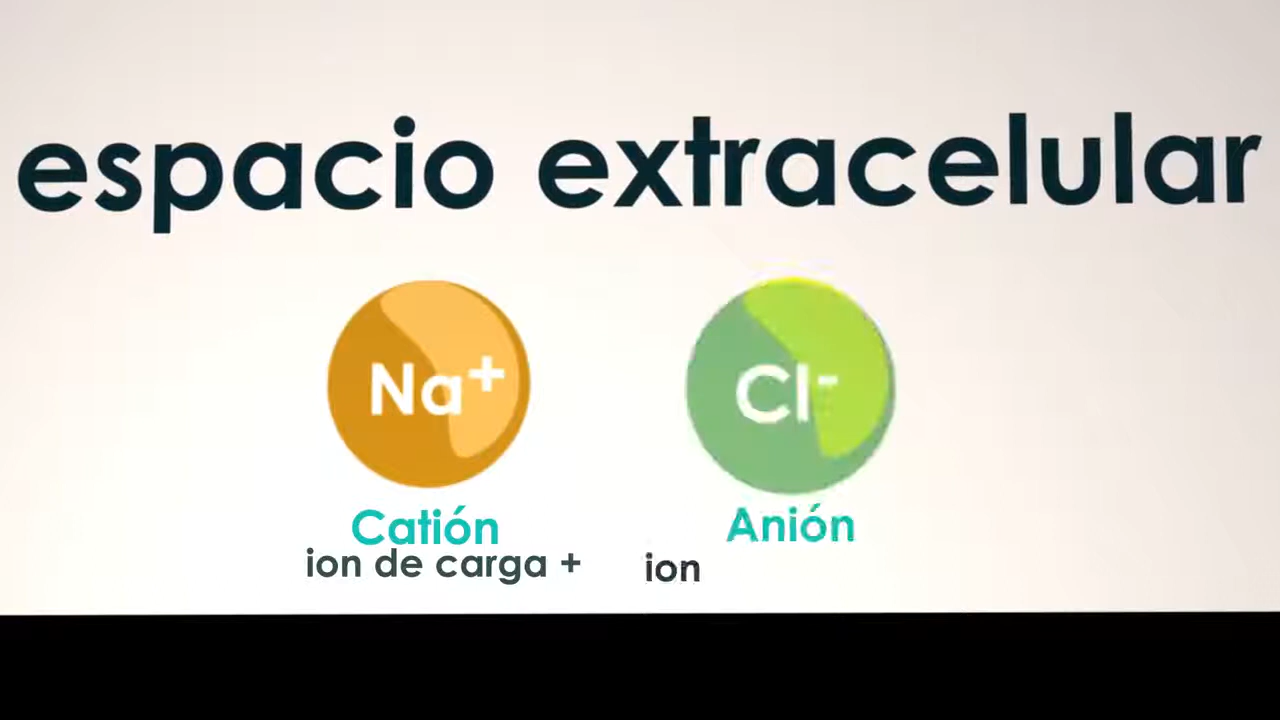 espacio extracelular
Na+ Cl-
Catión Anión
ion de carga + ion